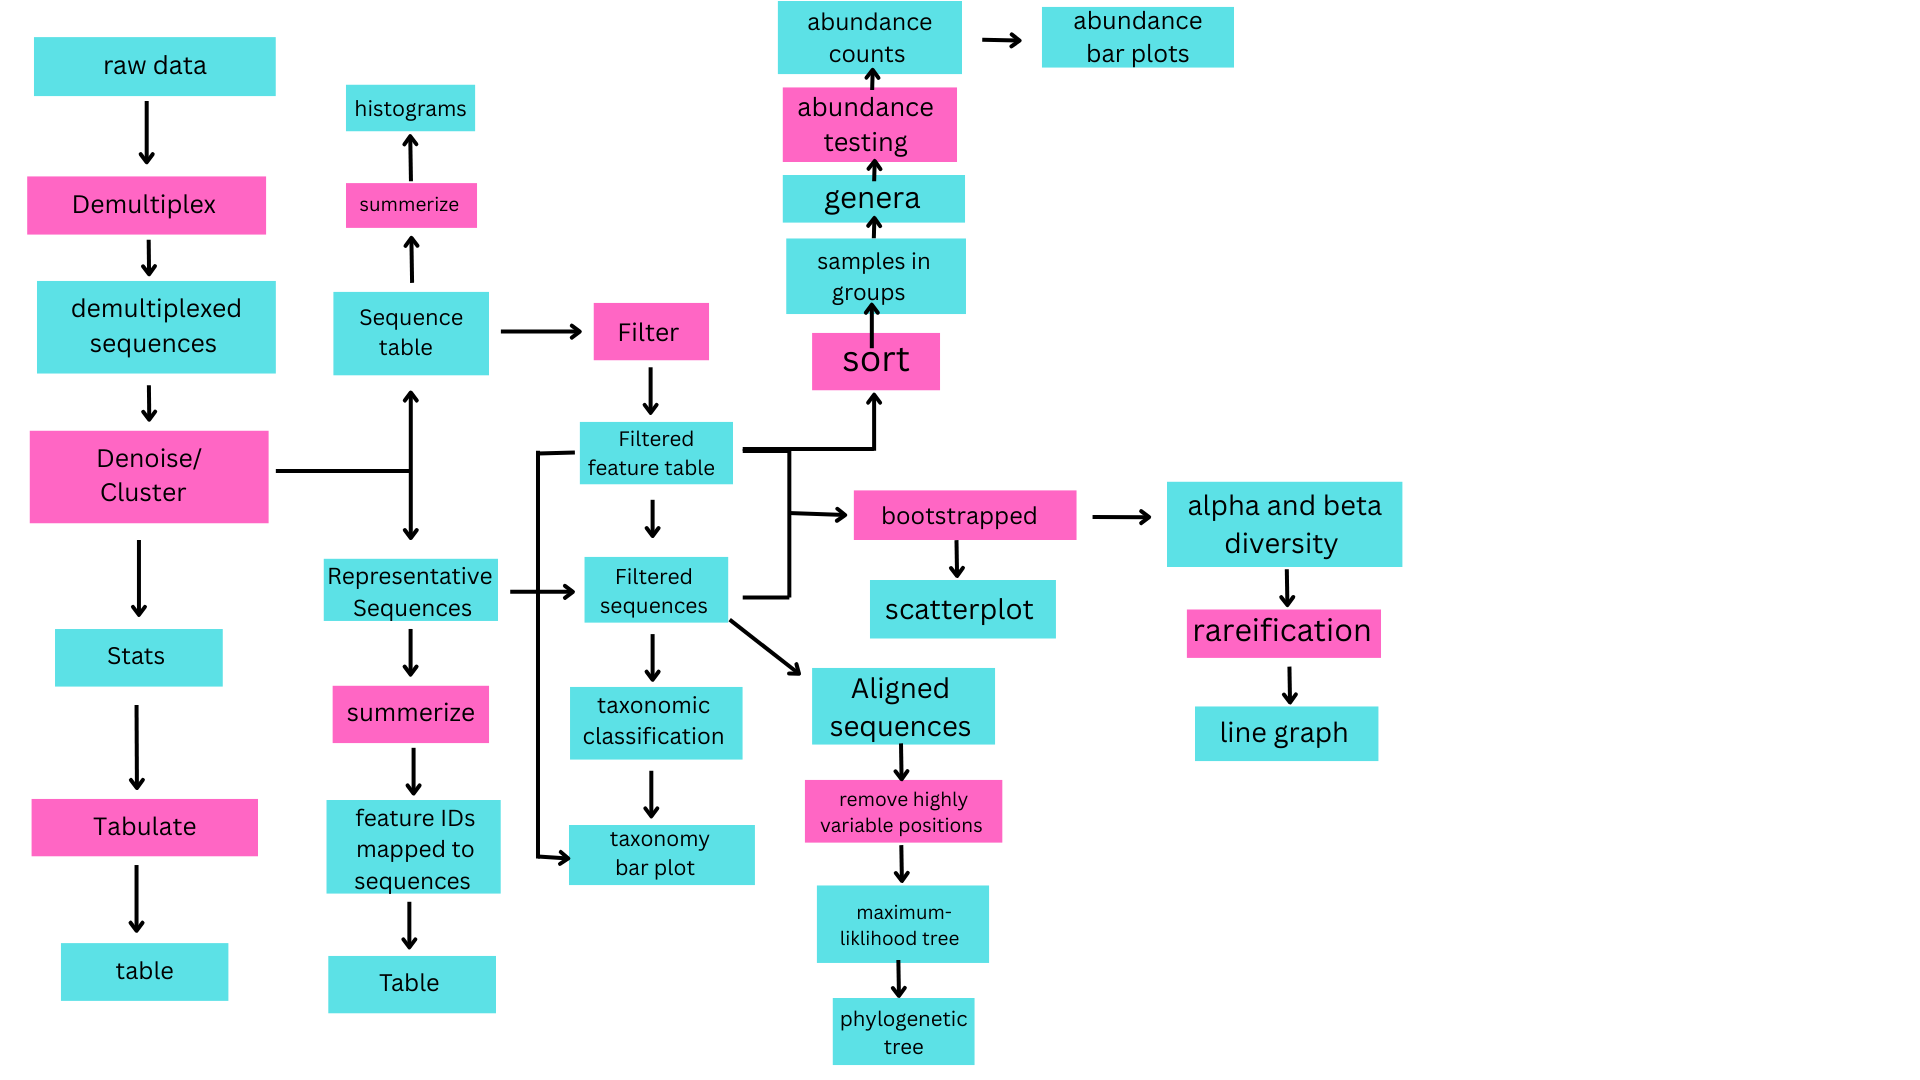 raw data
Demultiplex
demultiplexed
sequences
Denoise/
Cluster
Stats
Tabulate
table
histograms
summerize
Sequence
table
Representative
Sequences
summerize
feature IDs
mapped to
sequences
Table
Filter
Filtered
feature table
Filtered
sequences
taxonomic
classification
taxonomy
bar plot
abundance
counts
abundance
bar plots
abundance
testing
genera
samples in
groups
sort
bootstrapped
scatterplot
Aligned
sequences
remove highly
variable positions
maximum-
liklihood tree
phylogenetic
tree
alpha and beta
diversity
rareification
line graph